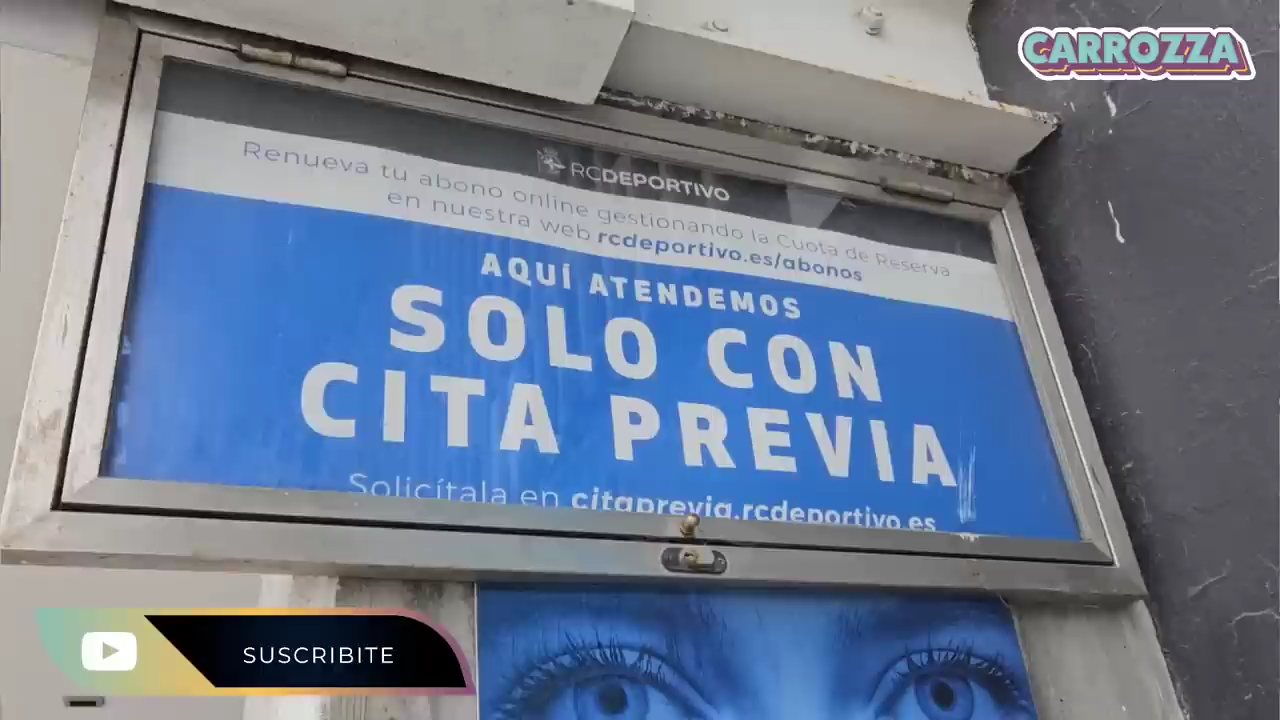 CARROZZA
RCDEPORTIVO
Renueva tu abono online gestionando la Cuota de Reserva
en nuestra web rcdeportivo.es/abonos
AQUÍ ATENDEMOS
SOLO CON
CITA PREVIA
Solicítala en citaprevia.rcdeportivo.es
SUSCRIBITE